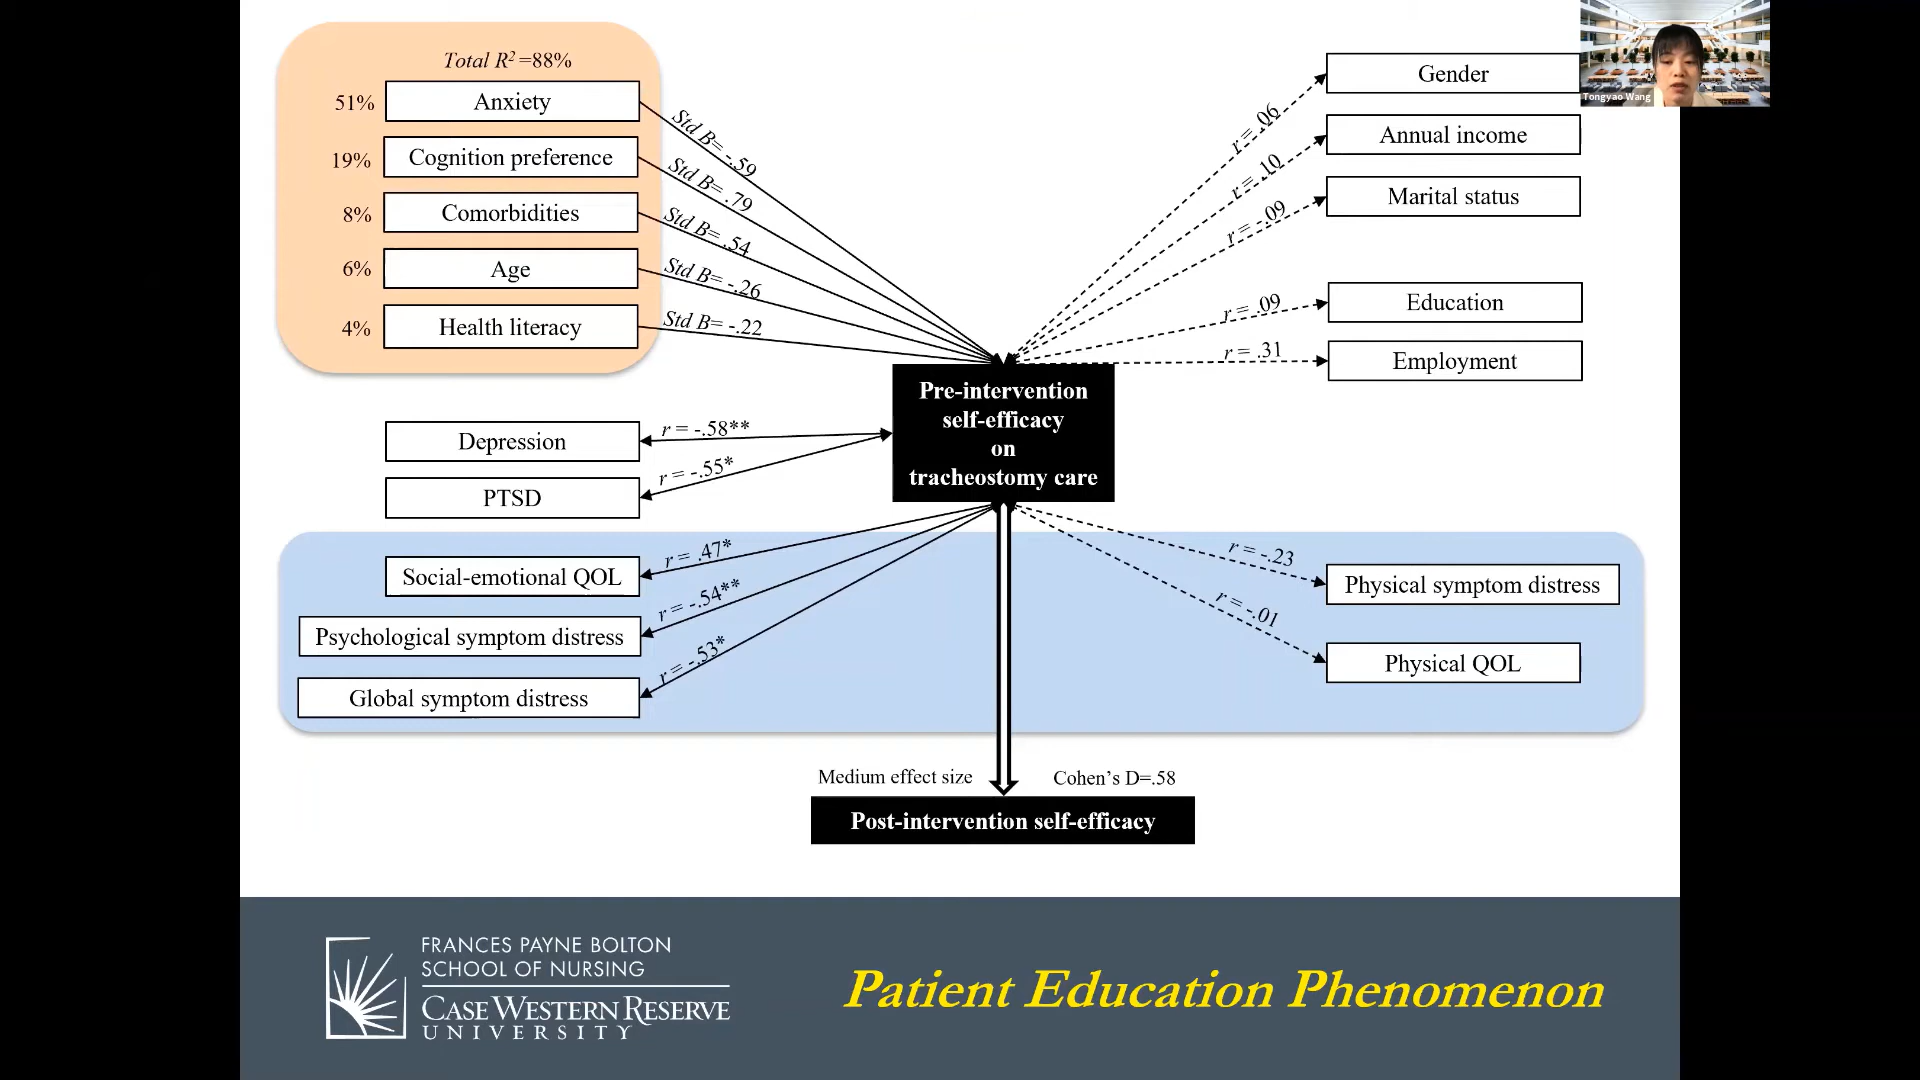 Total R²=88%
51%
Anxiety
19%
Cognition preference
8%
Comorbidities
6%
Age
4%
Health literacy
Std B= -.59
Std B= .79
Std B= .54
Std B= -.26
Std B= -.22
Gender
Annual income
Marital status
Education
Employment
r = .06
r = .10
r = -.09
r = .09
r = .31
Tongyao Wang
Pre-intervention
self-efficacy
on
tracheostomy care
Depression
PTSD
r = -.58**
r = -.55*
Social-emotional QOL
Psychological symptom distress
Global symptom distress
r = .47*
r = -.54**
r = -.53*
r = -.23
r = -.01
Physical symptom distress
Physical QOL
Medium effect size
Cohen’s D=.58
Post-intervention self-efficacy
FRANCES PAYNE BOLTON
SCHOOL OF NURSING
CASE WESTERN RESERVE
UNIVERSITY
Patient Education Phenomenon